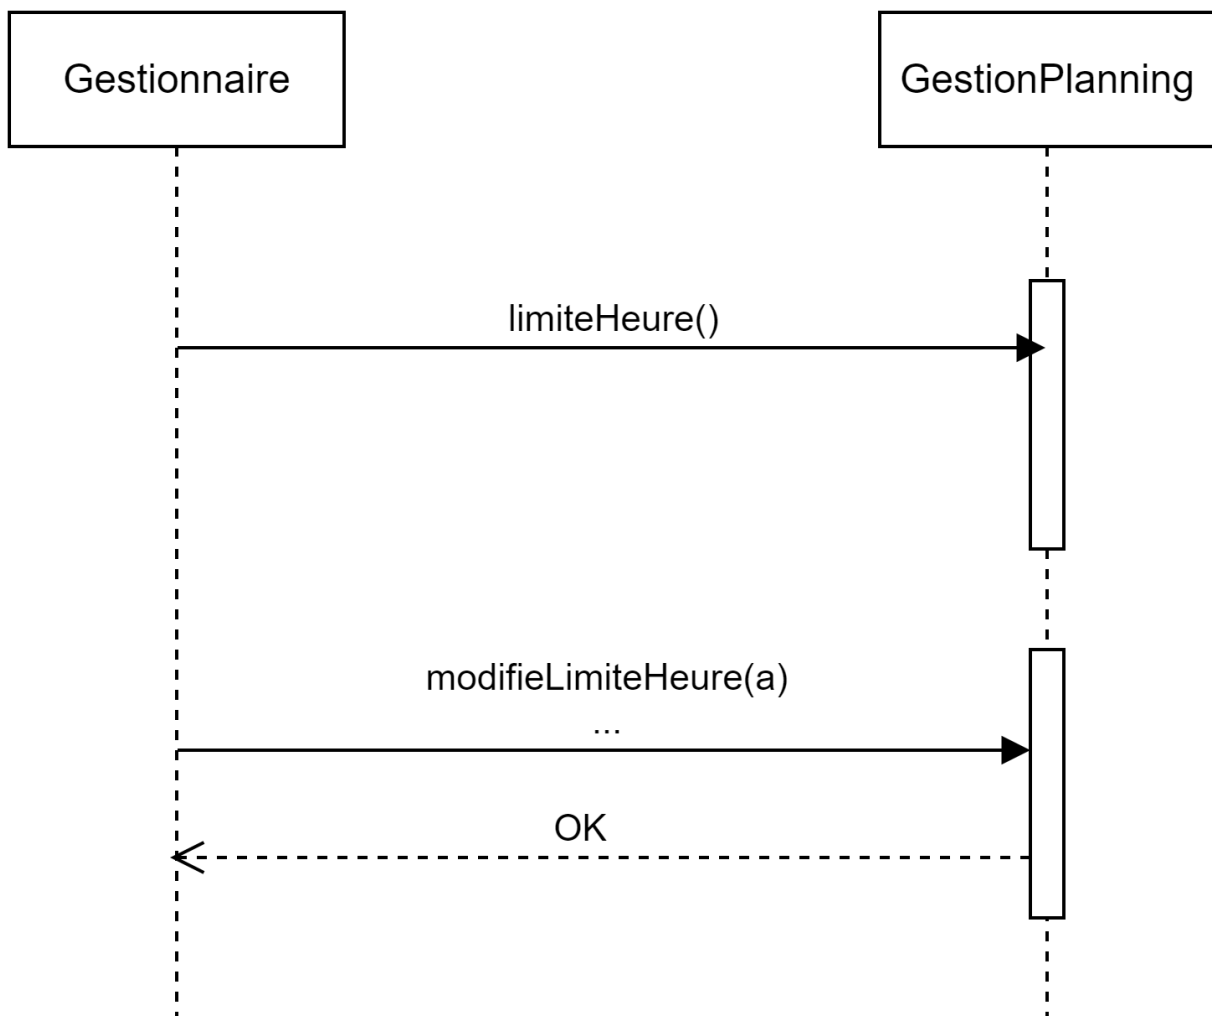 Gestionnaire
GestionPlanning
limiteHeure()
modifieLimiteHeure(a)
...
OK